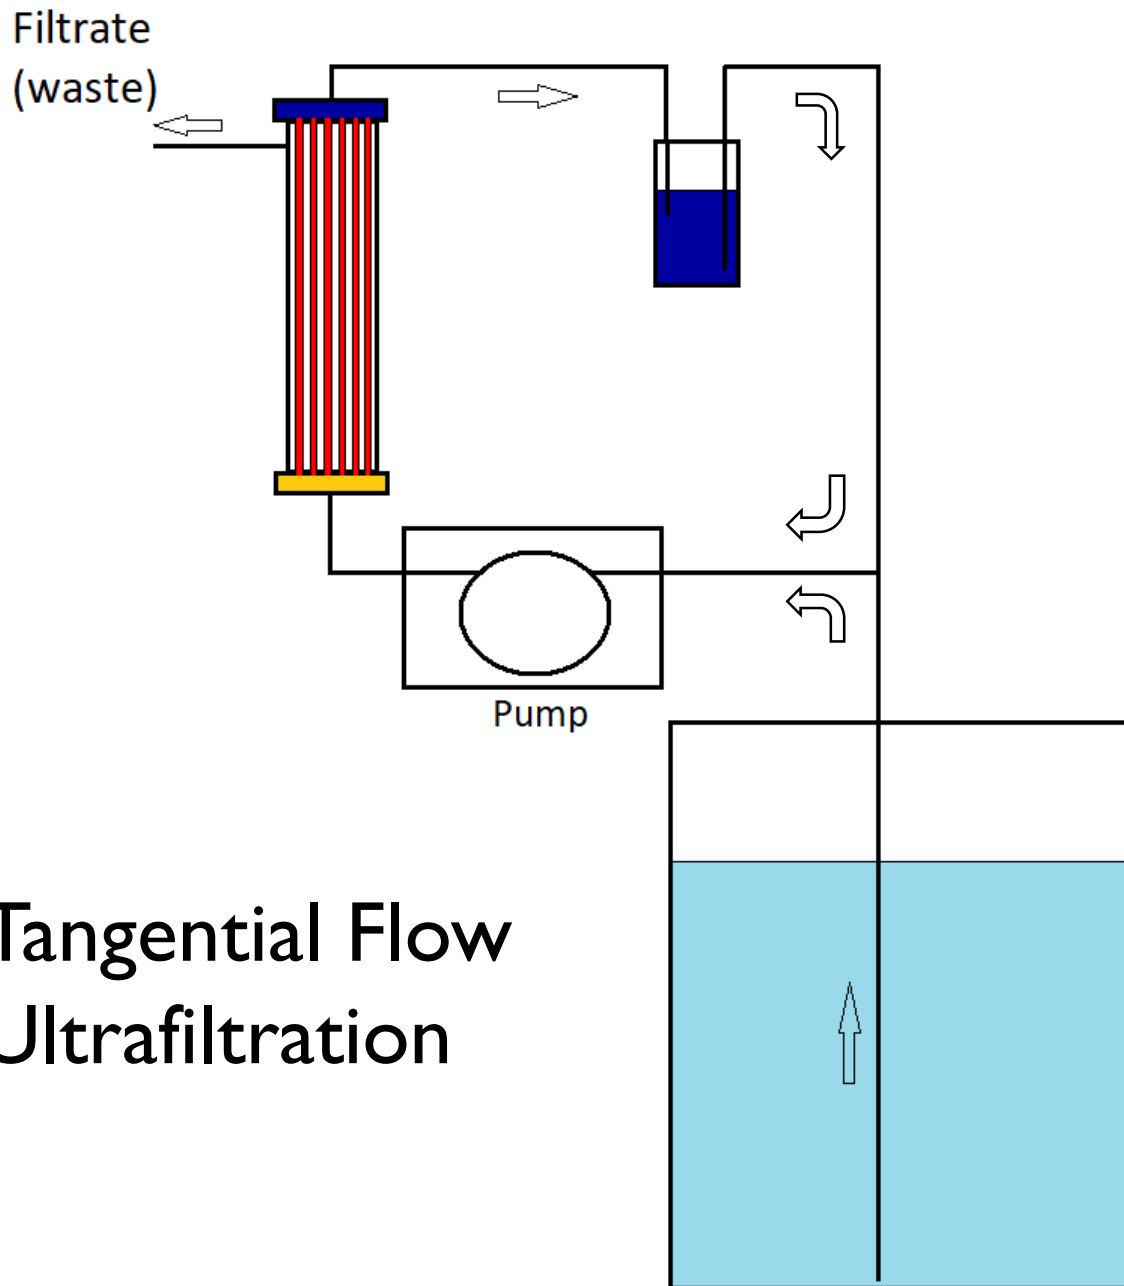 Filtrate
(waste)
Pump
Tangential Flow
Ultrafiltration